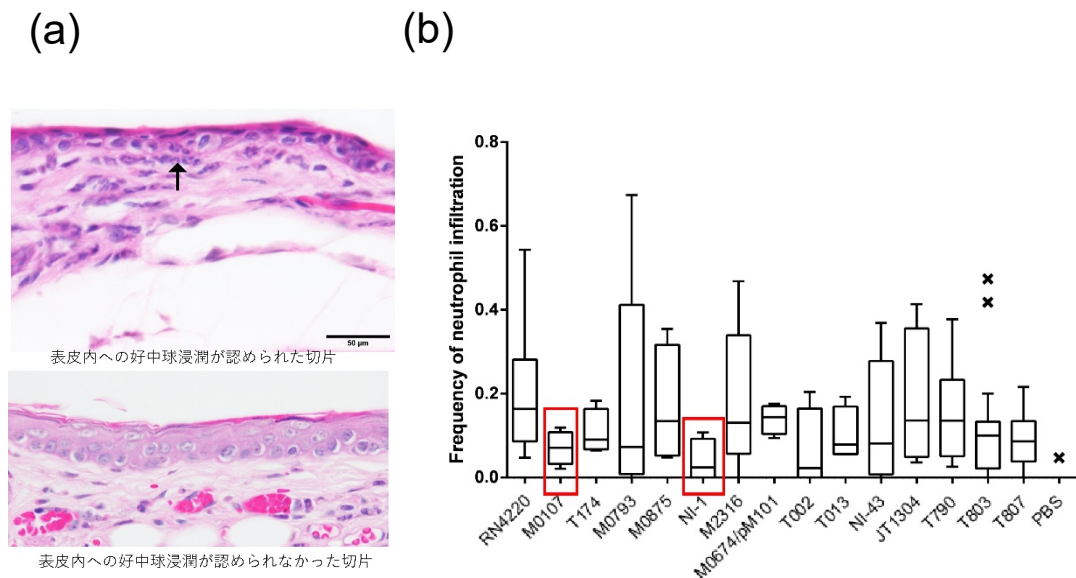 (a)
(b)
50 μm
表皮内への好中球浸潤が認められた切片
表皮内への好中球浸潤が認められなかった切片
Frequency of neutrophil infiltration
0.8
0.6
0.4
0.2
0.0
RN4220
M0107
T174
M0793
M0875
NI-1
M2316
M0674/pM101
T002
T013
NI-43
JT1304
T790
T803
T807
PBS